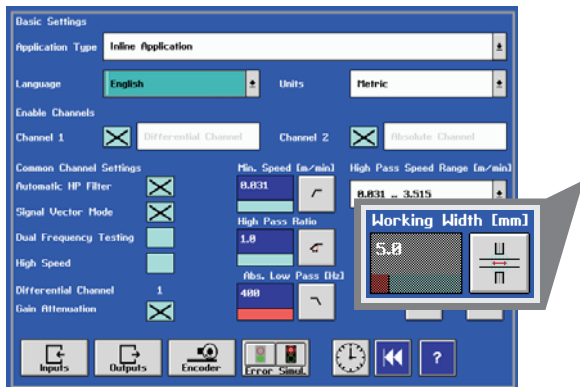 Basic Settings
Application Type Inline Application
Language English Units Metric
Enable Channels
Channel 1 Differential Channel Channel 2 Absolute Channel
Common Channel Settings Min. Speed [m/min] High Pass Speed Range [m/min]
Automatic HP Filter 0.031 0.031 .. 3.515
Signal Vector Mode
High Pass Ratio
Dual Frequency Testing 1.0
High Speed
Abs. Low Pass [Hz]
Differential Channel 1 400
Gain Attenuation
Working Width [mm]
5.0
Inputs Outputs Encoder Error Simul. ?